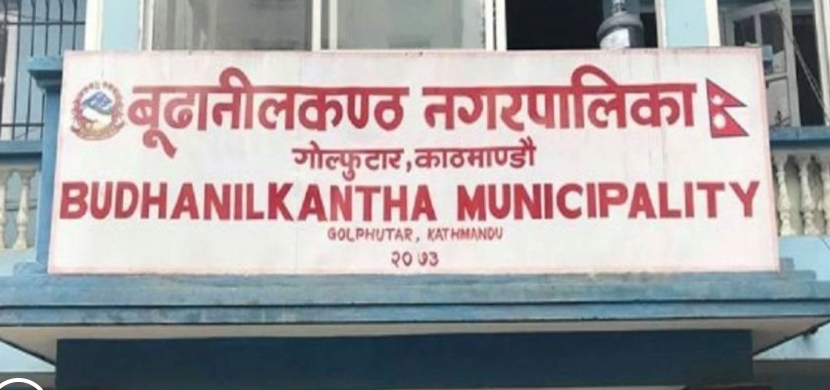 बूढानीलकण्ठ नगरपालिका
गोल्फुटार, काठमाण्डौ
BUDHANILKANTHA MUNICIPALITY
GOLPHUTAR, KATHMANDU
२०७३